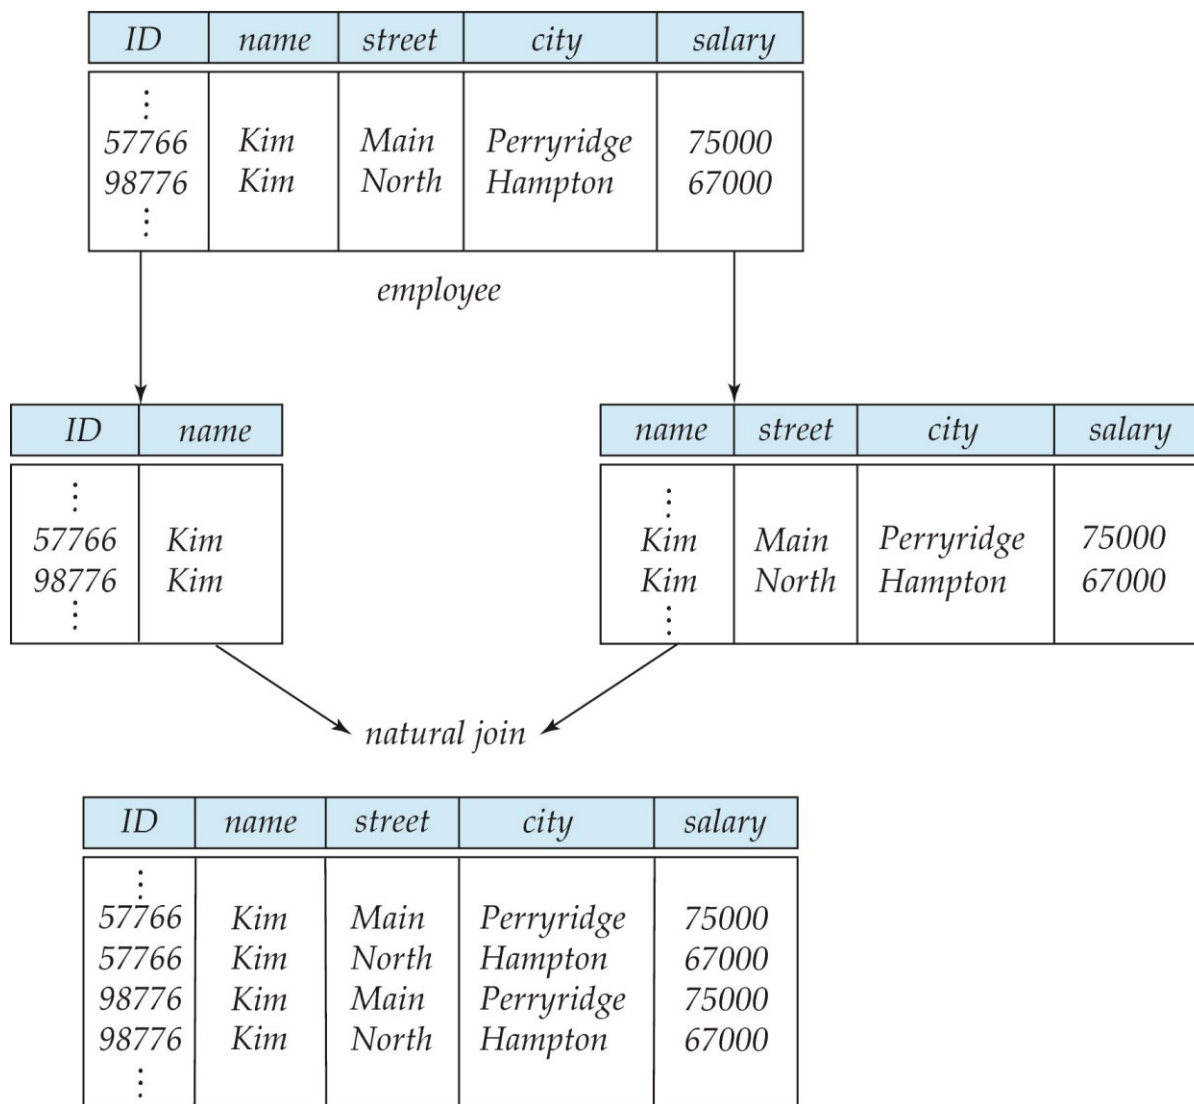 ID name street city salary
⋮
57766 Kim Main Perryridge 75000
98776 Kim North Hampton 67000
⋮
employee
ID name
⋮
57766 Kim
98776 Kim
⋮
name street city salary
⋮
Kim Main Perryridge 75000
Kim North Hampton 67000
⋮
natural join
ID name street city salary
⋮
57766 Kim Main Perryridge 75000
57766 Kim North Hampton 67000
98776 Kim Main Perryridge 75000
98776 Kim North Hampton 67000
⋮